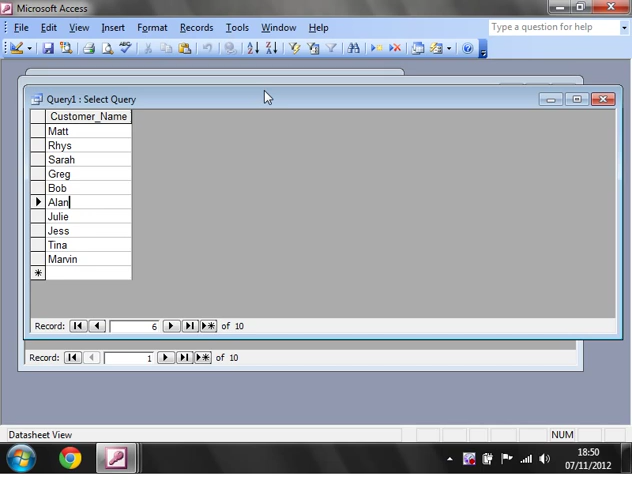 Microsoft Access
File Edit View Insert Format Records Tools Window Help
Type a question for help
Query1 : Select Query
Customer_Name
Matt
Rhys
Sarah
Greg
Bob
Alan
Julie
Jess
Tina
Marvin
Record: 6 of 10
Record: 1 of 10
Datasheet View
NUM
18:50
07/11/2012